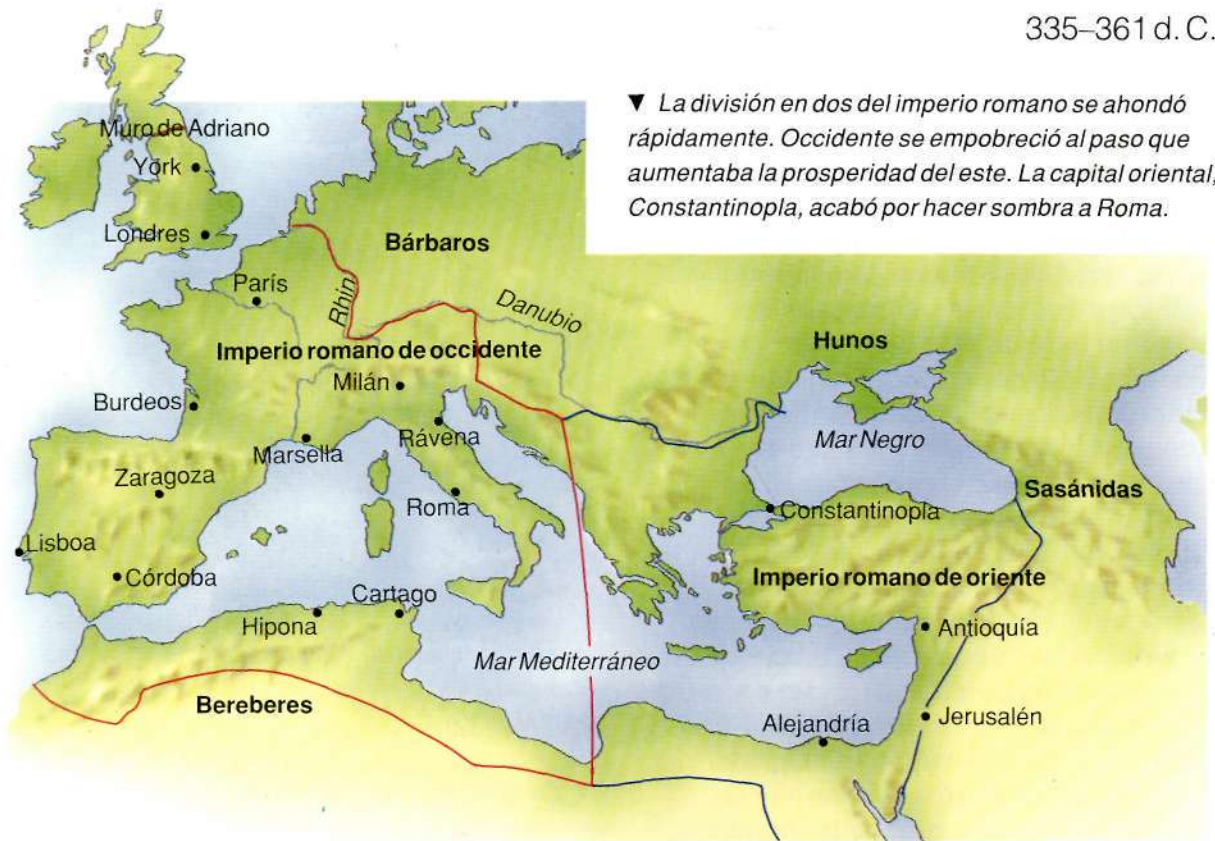 335–361 d. C.
▼ La división en dos del imperio romano se ahondó
rápidamente. Occidente se empobreció al paso que
aumentaba la prosperidad del este. La capital oriental,
Constantinopla, acabó por hacer sombra a Roma.
Muro de Adriano
York
Londres
Bárbaros
París
Rhin
Danubio
Hunos
Imperio romano de occidente
Milán
Burdeos
Rávena
Mar Negro
Marsella
Zaragoza
Roma
Sasánidas
Constantinopla
Lisboa
Córdoba
Imperio romano de oriente
Cartago
Hipona
Antioquía
Mar Mediterráneo
Bereberes
Jerusalén
Alejandría